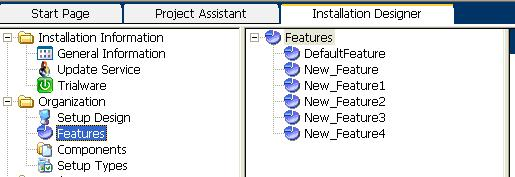 Start Page
Project Assistant
Installation Designer
Installation Information
General Information
Update Service
Trialware
Organization
Setup Design
Features
Components
Setup Types
Features
DefaultFeature
New_Feature
New_Feature1
New_Feature2
New_Feature3
New_Feature4